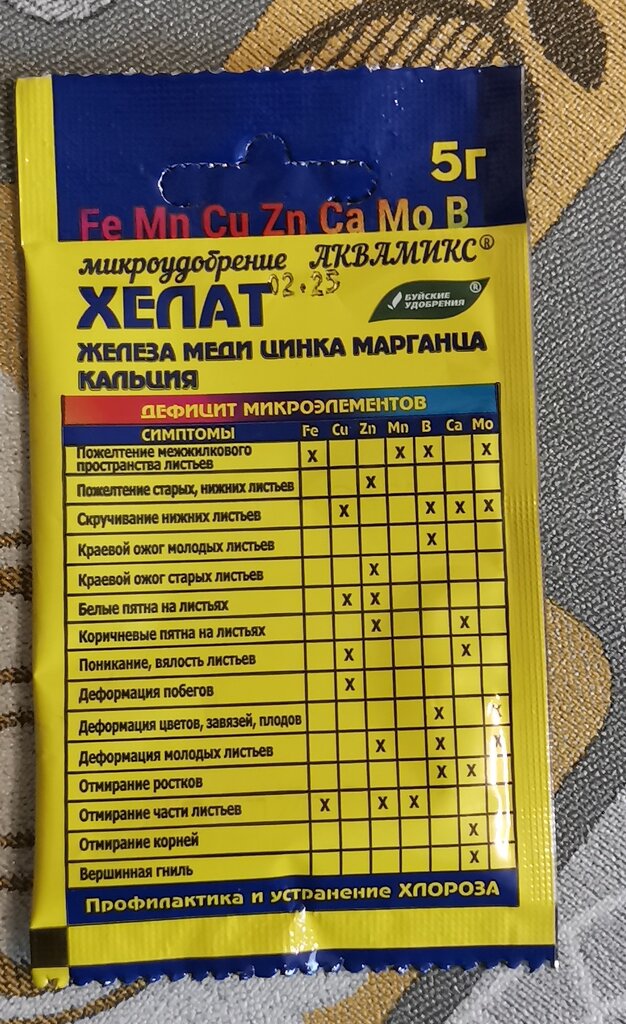 5г
Fe Mn Cu Zn Ca Mo B
микроудобрение АКВАМИКС®
02.25
ХЕЛАТ
БУЙСКИЕ
УДОБРЕНИЯ ®
ЖЕЛЕЗА МЕДИ ЦИНКА МАРГАНЦА
КАЛЬЦИЯ
ДЕФИЦИТ МИКРОЭЛЕМЕНТОВ
СИМПТОМЫ Fe Cu Zn Mn B Ca Mo
Пожелтение межжилкового
пространства листьев X X X X
Пожелтение старых, нижних листьев X
Скручивание нижних листьев X X X X
Краевой ожог молодых листьев X
Краевой ожог старых листьев X
Белые пятна на листьях X X
Коричневые пятна на листьях X X
Поникание, вялость листьев X X
Деформация побегов X
Деформация цветов, завязей, плодов X X
Деформация молодых листьев X X X
Отмирание ростков X X
Отмирание части листьев X X X
Отмирание корней X
Вершинная гниль X
Профилактика и устранение ХЛОРОЗА